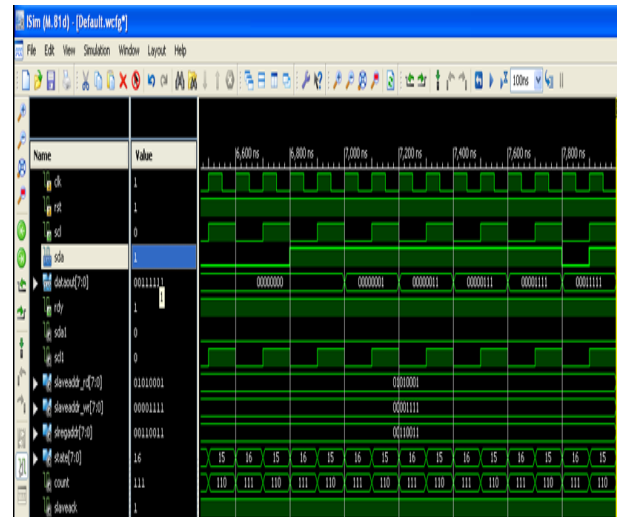 ISim (M.81d) - [Default.wcfg*]
File Edit View Simulation Window Layout Help
100ns
Name Value
6,600 ns 6,800 ns 7,000 ns 7,200 ns 7,400 ns 7,600 ns 7,800 ns
clk 1
rst 1
scl 0
sda 1
dataout[7:0] 00111111 00000000 00000001 00000011 00000111 00001111 00011111
1
rdy 1
sda1 0
scl1 0
slaveaddr_rd[7:0] 01010001 01010001
slaveaddr_wr[7:0] 00001111 00001111
slregaddr[7:0] 00110011 00110011
state[7:0] 16 15 16 15 16 15 16 15 16 15 16 15 16 15 16 15
count 111 110 111 110 111 110 111 110 111 110 111 110 111 110 111 110
slaveack 1